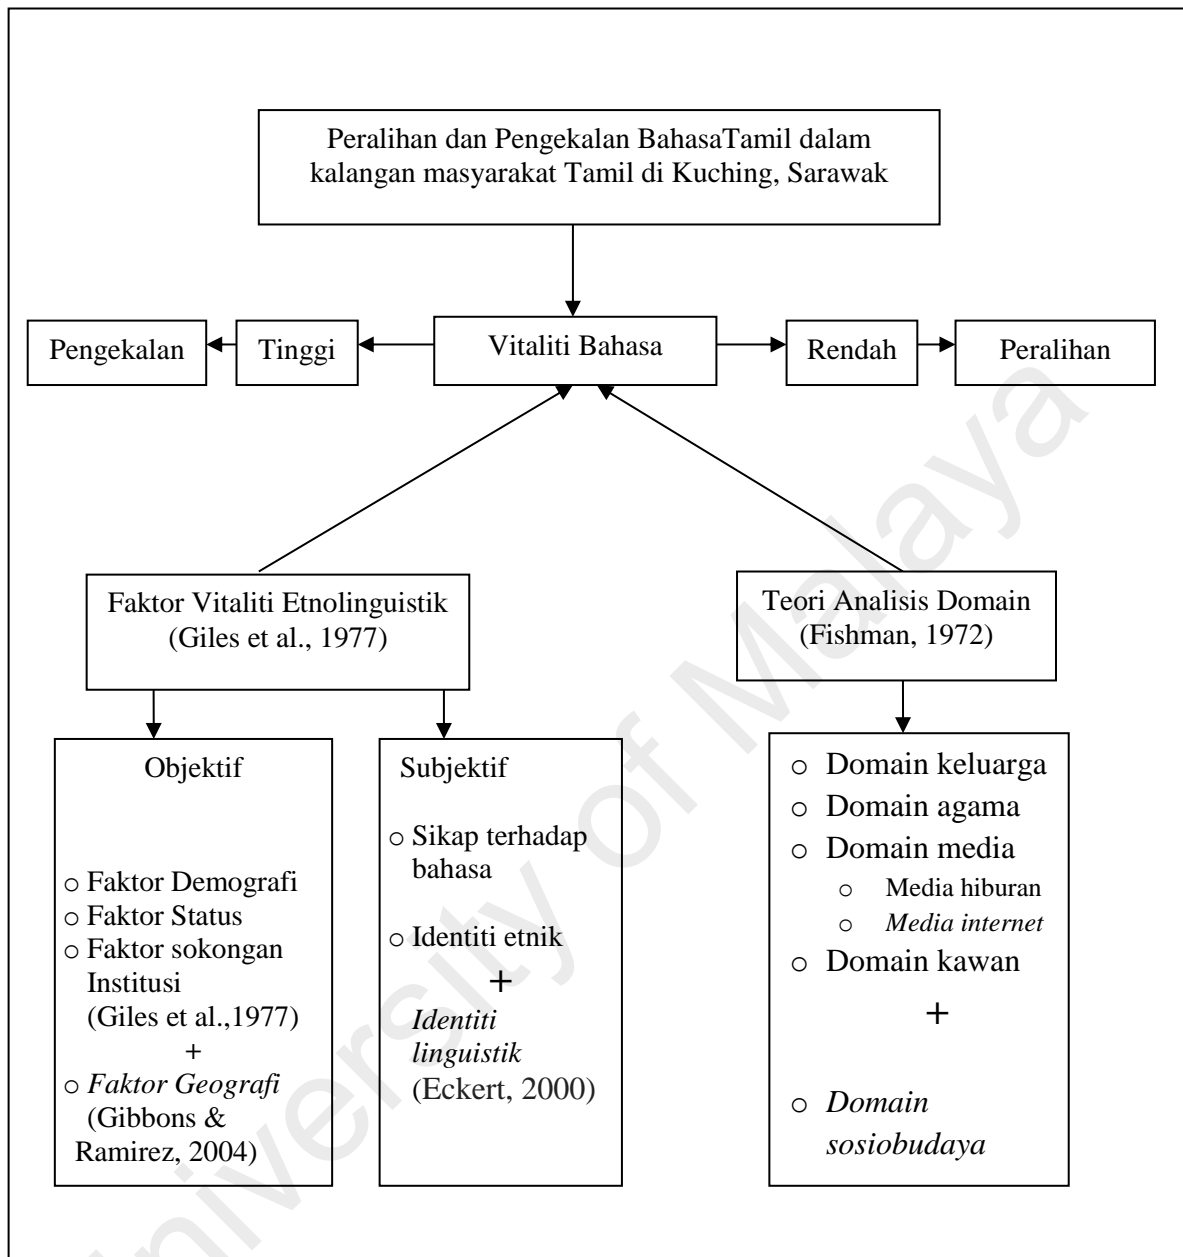 Peralihan dan Pengekalan BahasaTamil dalam
kalangan masyarakat Tamil di Kuching, Sarawak
Pengekalan
Tinggi
Vitaliti Bahasa
Rendah
Peralihan
Faktor Vitaliti Etnolinguistik
(Giles et al., 1977)
Teori Analisis Domain
(Fishman, 1972)
Objektif
o Faktor Demografi
o Faktor Status
o Faktor sokongan
Institusi
(Giles et al.,1977)
+
o Faktor Geografi
(Gibbons &
Ramirez, 2004)
Subjektif
o Sikap terhadap
bahasa
o Identiti etnik
+
Identiti
linguistik
(Eckert, 2000)
o Domain keluarga
o Domain agama
o Domain media
o Media hiburan
o Media internet
o Domain kawan
+
o Domain
sosiobudaya
University of Malaya